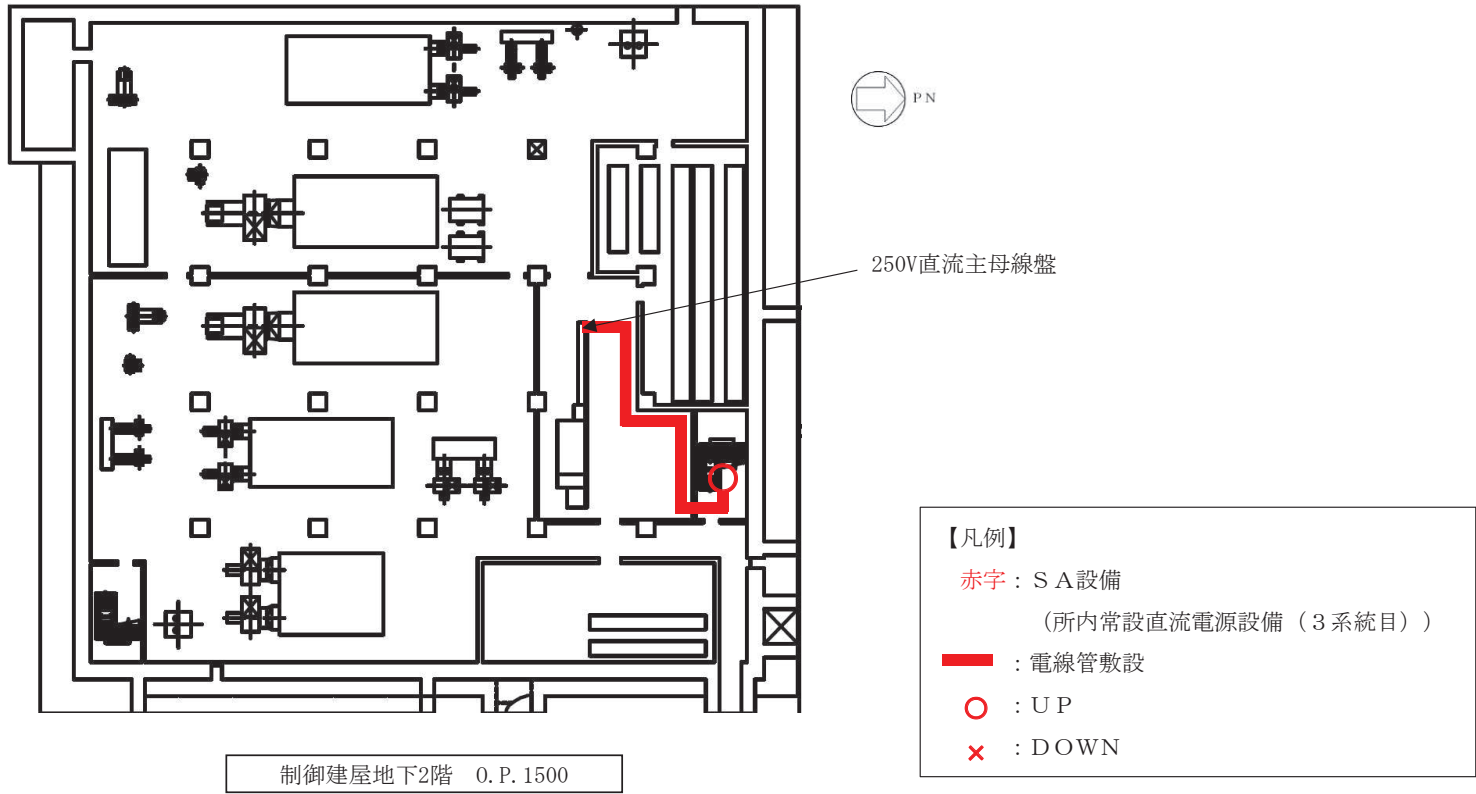 ＰＮ
250V直流主母線盤
【凡例】
赤字：ＳＡ設備
（所内常設直流電源設備（３系統目））
：電線管敷設
：ＵＰ
：ＤＯＷＮ
制御建屋地下2階　O.P.1500